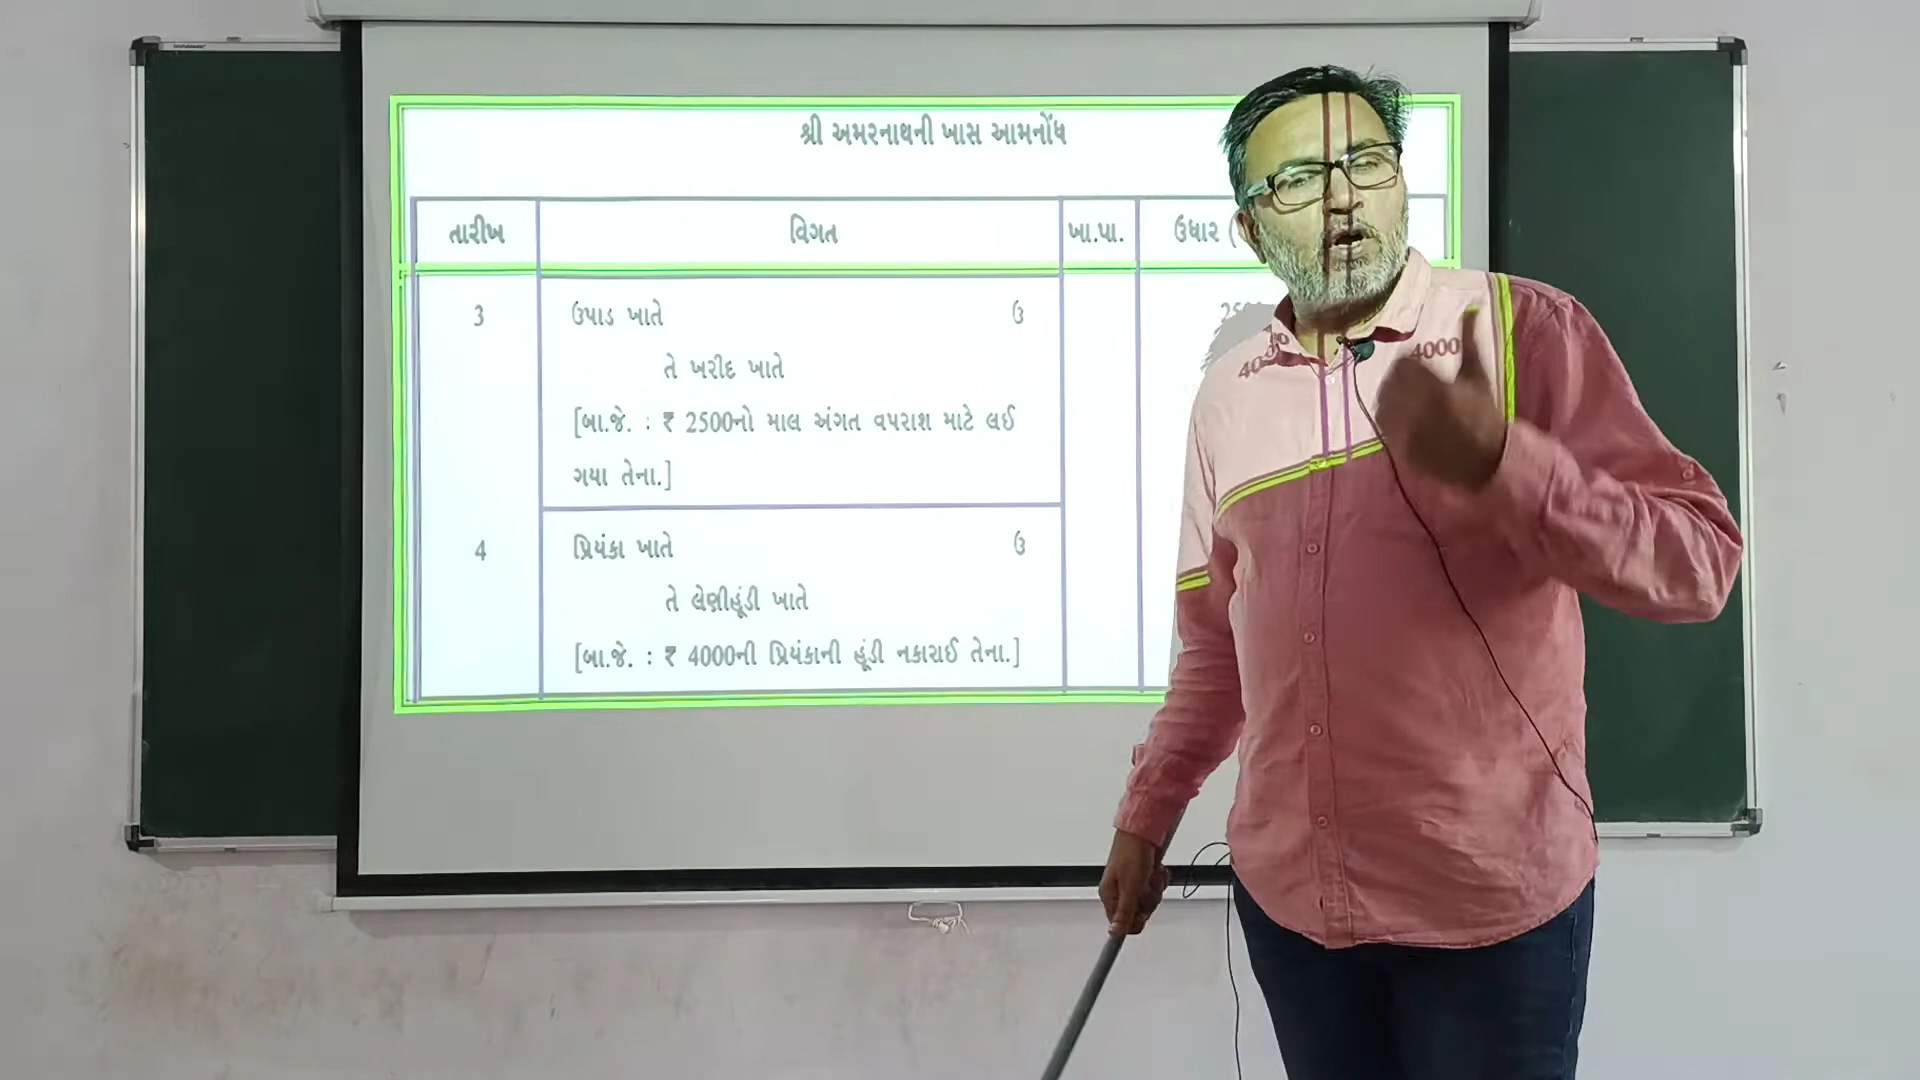 શ્રી અમરનાથની ખાસ આમનોંધ
તારીખ વિગત ખા.પા. ઉધાર (
3 ઉપાડ ખાતે ઉ
તે ખરીદ ખાતે
[બા.જે. : ₹ 2500નો માલ અંગત વપરાશ માટે લઈ
ગયા તેના.]
4 પ્રિયંકા ખાતે ઉ
તે લેણીહૂંડી ખાતે
[બા.જે. : ₹ 4000ની પ્રિયંકાની હૂંડી નકારાઈ તેના.]
4000